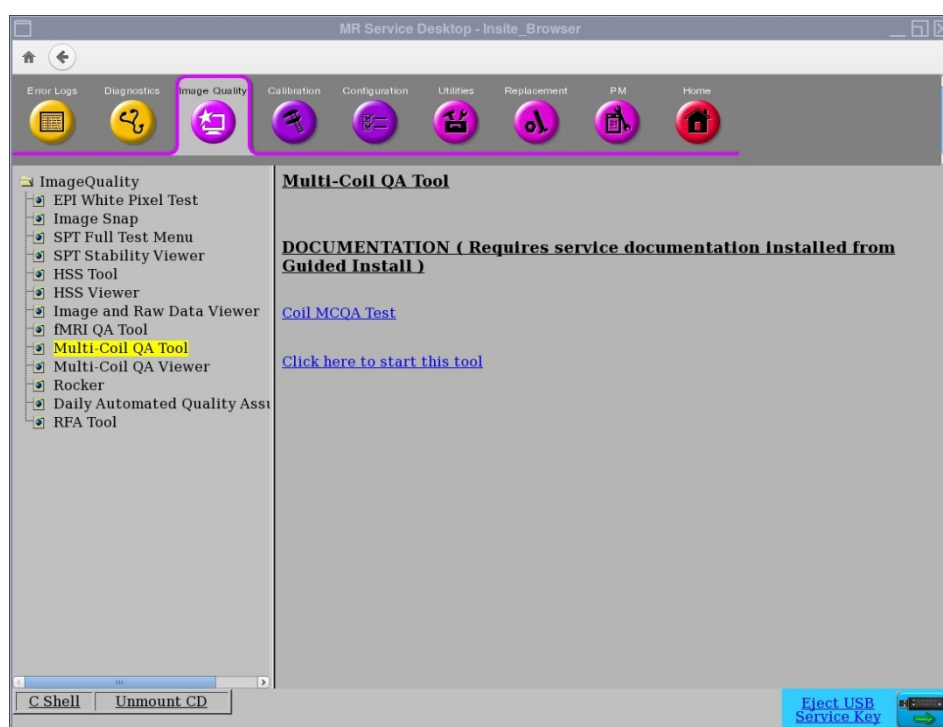 MR Service Desktop - Insite_Browser
Error Logs
Diagnostics
Image Quality
Calibration
Configuration
Utilities
Replacement
PM
Home
ImageQuality
EPI White Pixel Test
Image Snap
SPT Full Test Menu
SPT Stability Viewer
HSS Tool
HSS Viewer
Image and Raw Data Viewer
fMRI QA Tool
Multi-Coil QA Tool
Multi-Coil QA Viewer
Rocker
Daily Automated Quality
RFA Tool
Multi-Coil QA Tool
DOCUMENTATION ( Requires service documentation installed from
Guided Install )
Coil MCQA Test
Click here to start this tool
C Shell
Unmount CD
Eject USB
Service Key